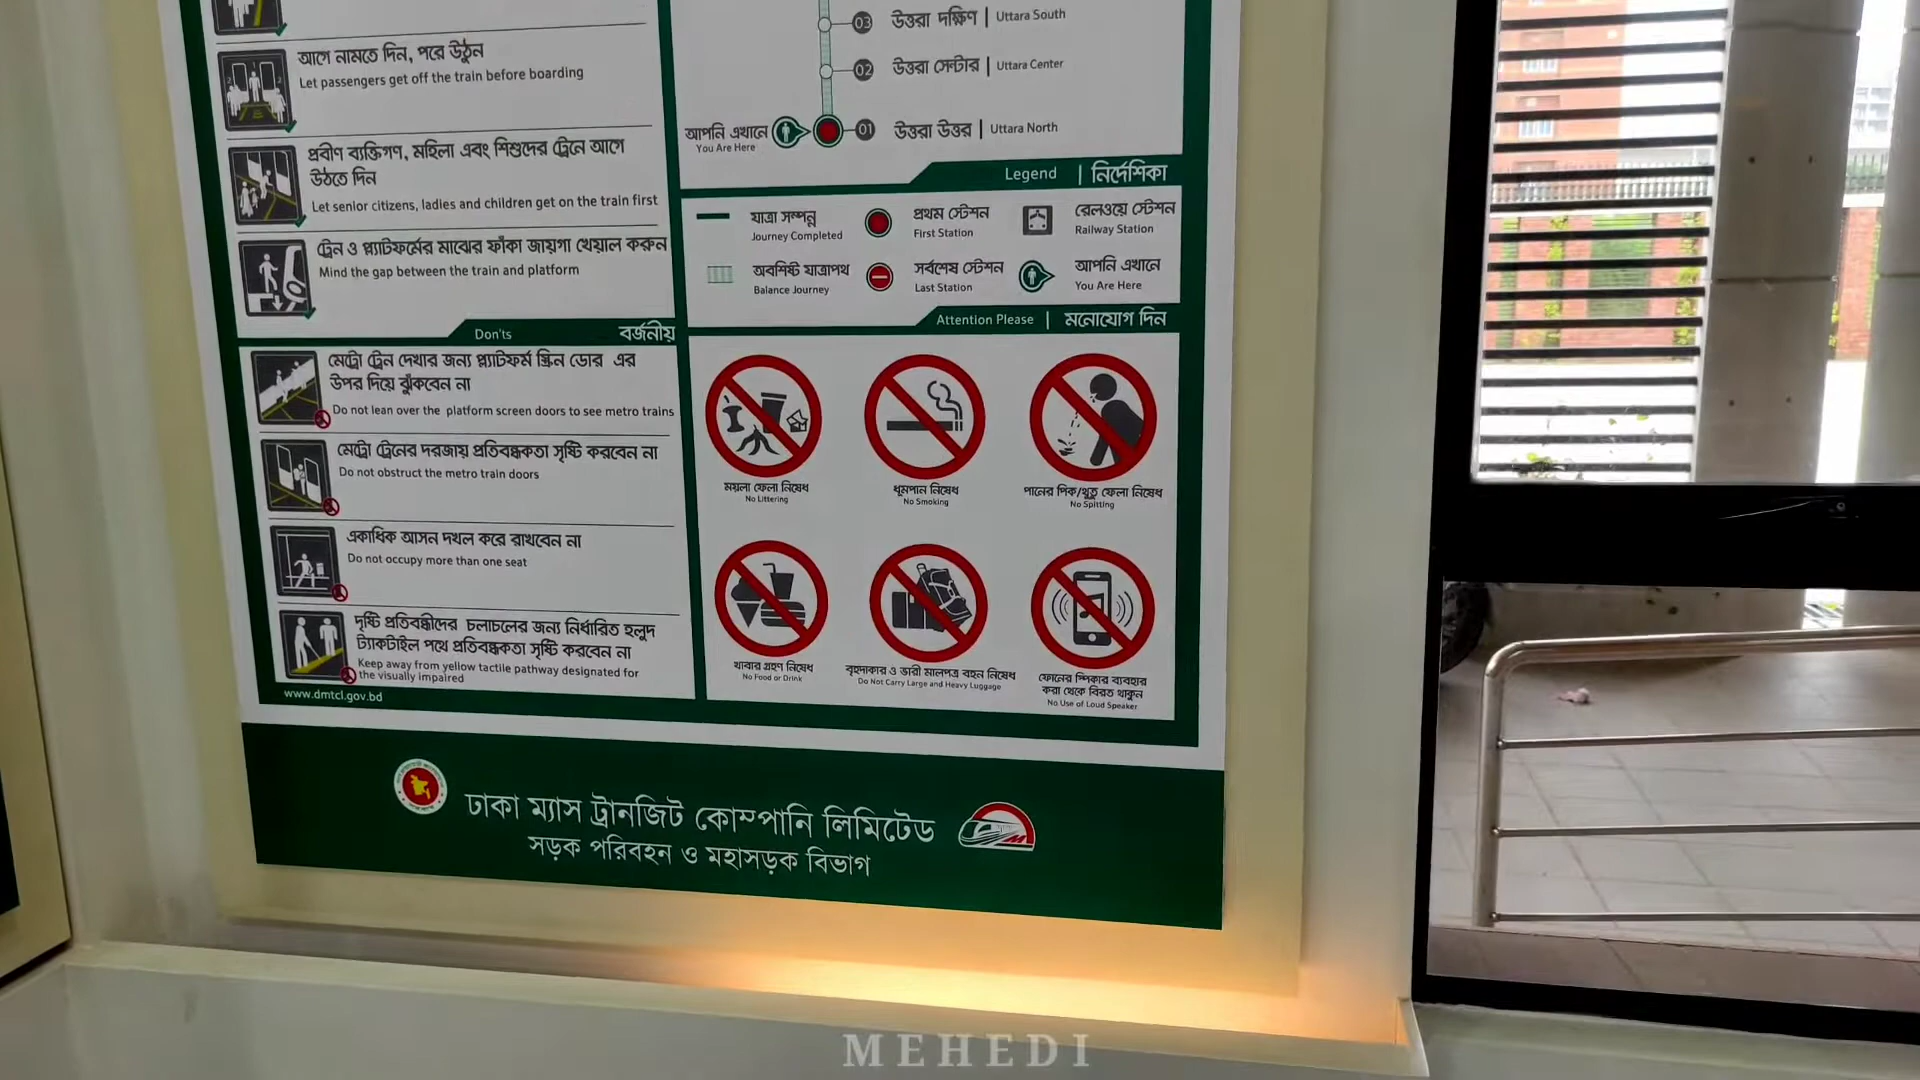 আগে নামতে দিন, পরে উঠুন
Let passengers get off the train before boarding
প্রবীণ ব্যক্তিগণ, মহিলা এবং শিশুদের ট্রেনে আগে
উঠতে দিন
Let senior citizens, ladies and children get on the train first
ট্রেন ও প্ল্যাটফর্মের মাঝের ফাঁকা জায়গা খেয়াল করুন
Mind the gap between the train and platform
Don'ts বর্জনীয়
মেট্রো ট্রেন দেখার জন্য প্ল্যাটফর্ম স্ক্রিন ডোর এর
উপর দিয়ে ঝুঁকবেন না
Do not lean over the platform screen doors to see metro trains
মেট্রো ট্রেনের দরজায় প্রতিবন্ধকতা সৃষ্টি করবেন না
Do not obstruct the metro train doors
একাধিক আসন দখল করে রাখবেন না
Do not occupy more than one seat
দৃষ্টি প্রতিবন্ধীদের চলাচলের জন্য নির্ধারিত হলুদ
ট্যাকটাইল পথে প্রতিবন্ধকতা সৃষ্টি করবেন না
Keep away from yellow tactile pathway designated for
the visually impaired
www.dmtcl.gov.bd
03 উত্তরা দক্ষিণ | Uttara South
02 উত্তরা সেন্টার | Uttara Center
আপনি এখানে
You Are Here
01 উত্তরা উত্তর | Uttara North
Legend | নির্দেশিকা
যাত্রা সম্পন্ন
Journey Completed
প্রথম স্টেশন
First Station
রেলওয়ে স্টেশন
Railway Station
অবশিষ্ট যাত্রাপথ
Balance Journey
সর্বশেষ স্টেশন
Last Station
আপনি এখানে
You Are Here
Attention Please | মনোযোগ দিন
ময়লা ফেলা নিষেধ
No Littering
ধূমপান নিষেধ
No Smoking
পানের পিক/থুতু ফেলা নিষেধ
No Spitting
খাবার গ্রহণ নিষেধ
No Food or Drink
বৃহদাকার ও ভারী মালপত্র বহন নিষেধ
Do Not Carry Large and Heavy Luggage
ফোনের স্পিকার ব্যবহার
করা থেকে বিরত থাকুন
No Use of Loud Speaker
ঢাকা ম্যাস ট্রানজিট কোম্পানি লিমিটেড
সড়ক পরিবহন ও মহাসড়ক বিভাগ
MEHEDI